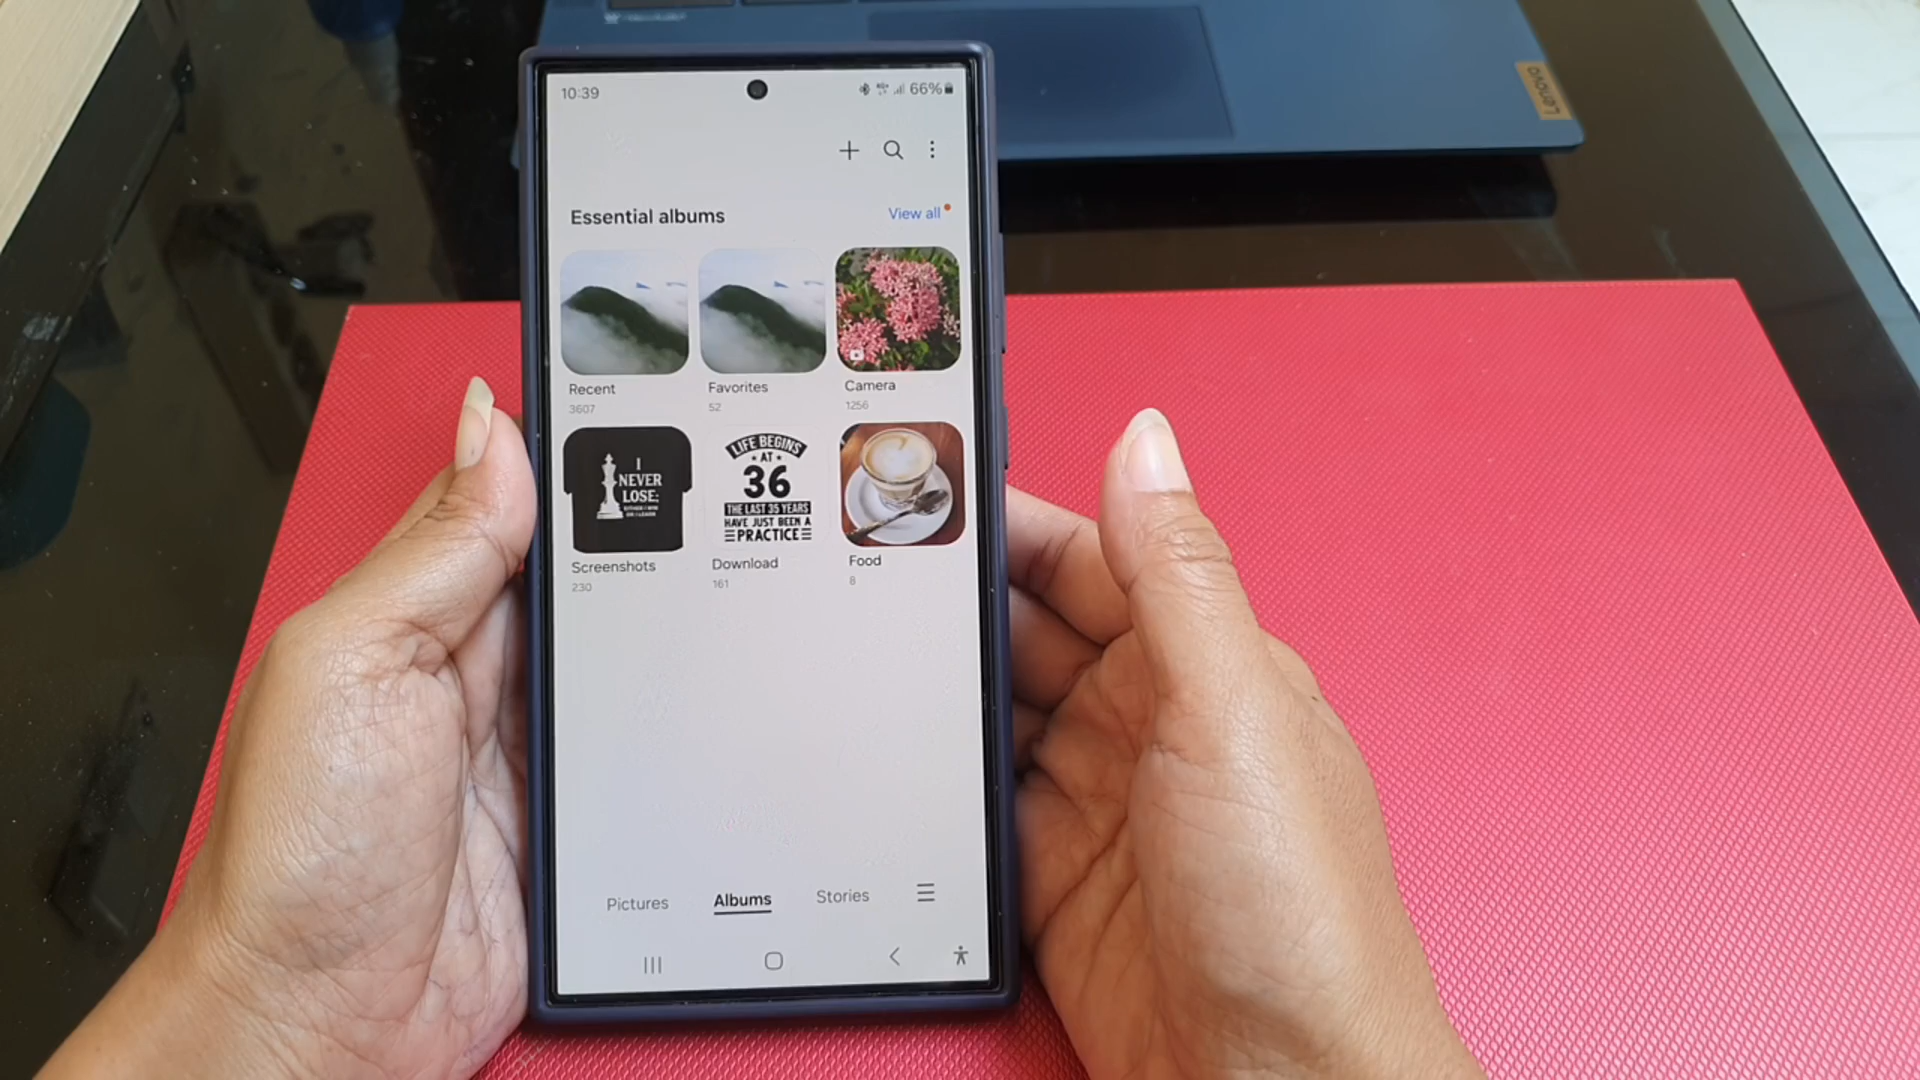 10:39
66%
Essential albums
View all
Recent
3607
Favorites
52
Camera
1256
I
NEVER
LOSE;
LIFE BEGINS
AT
36
THE LAST 35 YEARS
HAVE JUST BEEN A
PRACTICE
Screenshots
230
Download
161
Food
8
Pictures
Albums
Stories
Lenovo